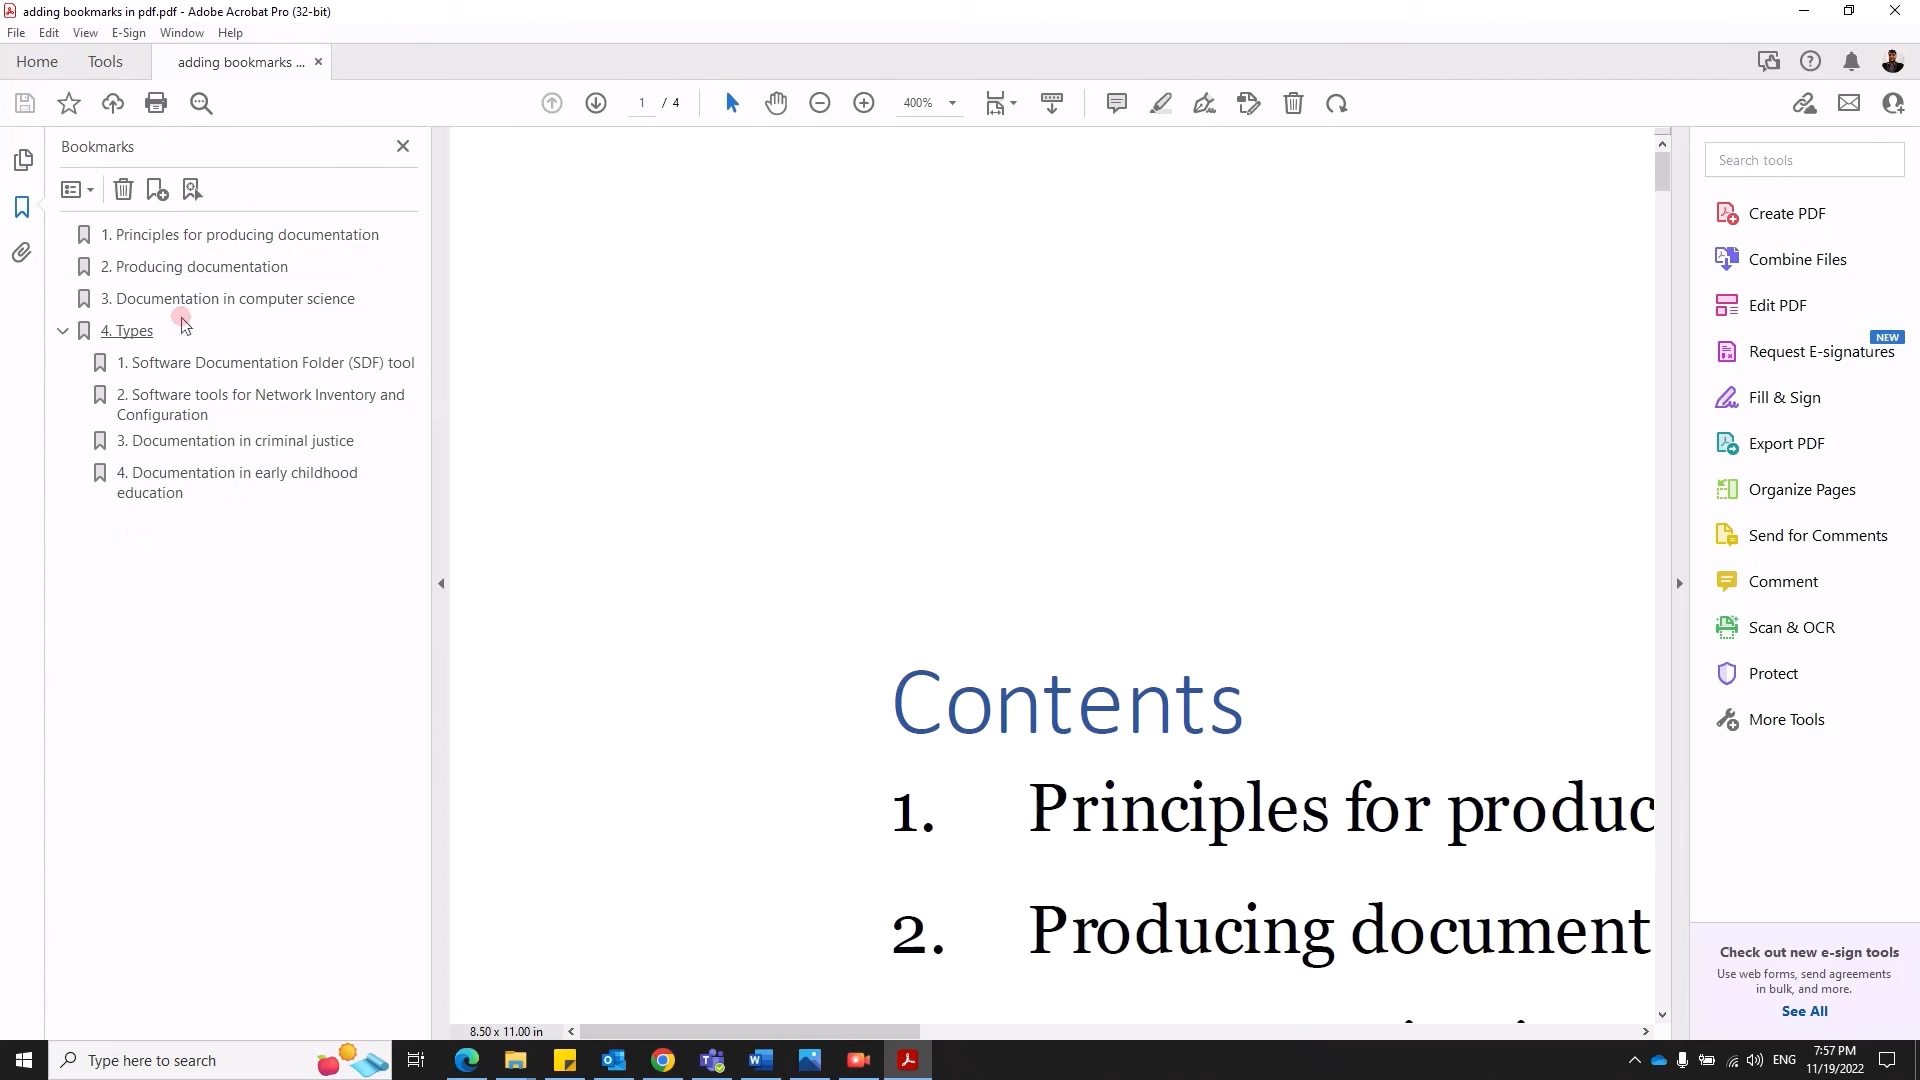 adding bookmarks in pdf.pdf - Adobe Acrobat Pro (32-bit)
File Edit View E-Sign Window Help
Home Tools adding bookmarks ...
1 / 4 400%
Bookmarks
1. Principles for producing documentation
2. Producing documentation
3. Documentation in computer science
4. Types
1. Software Documentation Folder (SDF) tool
2. Software tools for Network Inventory and
Configuration
3. Documentation in criminal justice
4. Documentation in early childhood
education
Contents
1. Principles for produc
2. Producing document
8.50 x 11.00 in
Search tools
Create PDF
Combine Files
Edit PDF
NEW
Request E-signatures
Fill & Sign
Export PDF
Organize Pages
Send for Comments
Comment
Scan & OCR
Protect
More Tools
Check out new e-sign tools
Use web forms, send agreements
in bulk, and more.
See All
Type here to search
ENG
7:57 PM
11/19/2022